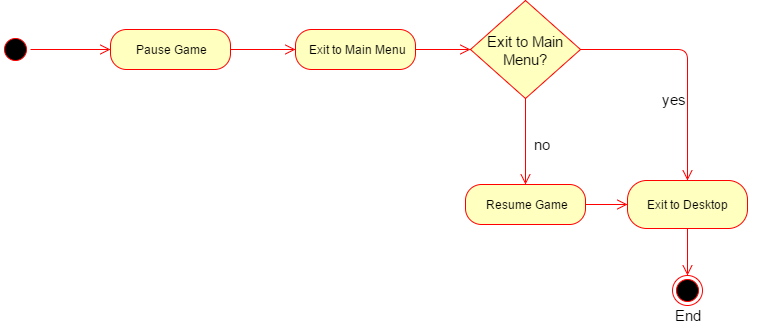 Pause Game
Exit to Main Menu
Exit to Main
Menu?
yes
no
Resume Game
Exit to Desktop
End